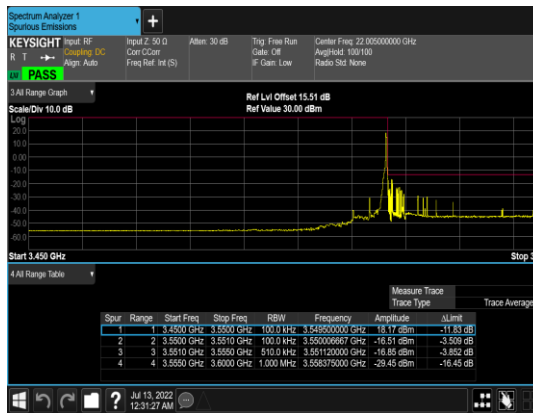 Spectrum Analyzer 1
Spurious Emissions
KEYSIGHT Input: RF Input Z: 50 Ω Atten: 30 dB Trig: Free Run Center Freq: 22.005000000 GHz
R T Coupling: DC Corr CCorr Gate: Off Avg|Hold: 100/100
Align: Auto Freq Ref: Int (S) IF Gain: Low Radio Std: None
PASS
3 All Range Graph
Ref Lvl Offset 15.51 dB
Scale/Div 10.0 dB Ref Value 30.00 dBm
Log
20.0
10.0
0.00
-10.0
-20.0
-30.0
-40.0
-50.0
-60.0
Start 3.450 GHz Stop 3
4 All Range Table
Measure Trace
Trace Type Trace Average
Spur Range Start Freq Stop Freq RBW Frequency Amplitude ΔLimit
1 1 3.4500 GHz 3.5500 GHz 100.0 kHz 3.549500000 GHz 18.17 dBm -11.83 dB
2 2 3.5500 GHz 3.5510 GHz 100.0 kHz 3.550006667 GHz -16.51 dBm -3.509 dB
3 3 3.5510 GHz 3.5550 GHz 510.0 kHz 3.551120000 GHz -16.85 dBm -3.852 dB
4 4 3.5550 GHz 3.6000 GHz 1.000 MHz 3.558375000 GHz -29.45 dBm -16.45 dB
Jul 13, 2022
12:31:27 AM